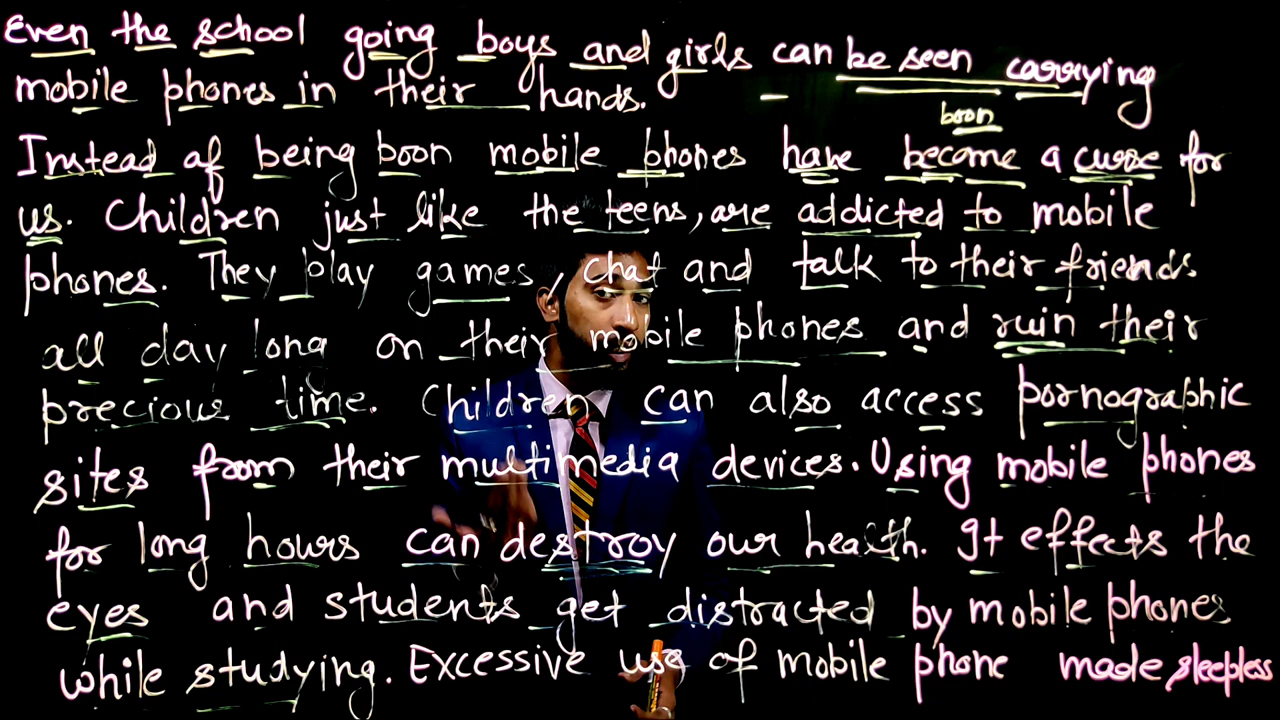 Even the school going boys and girls can be seen carrying
mobile phones in their hands.
boon
Instead of being boon mobile phones have become a curse for
us. Children just like the teens, are addicted to mobile
phones. They play games, chat and talk to their friends
all day long on their mobile phones and ruin their
precious time. Children can also access pornographic
sites from their multimedia devices. Using mobile phones
for long hours can destroy our health. It effects the
eyes and students get distracted by mobile phones
while studying. Excessive use of mobile phone made sleepless